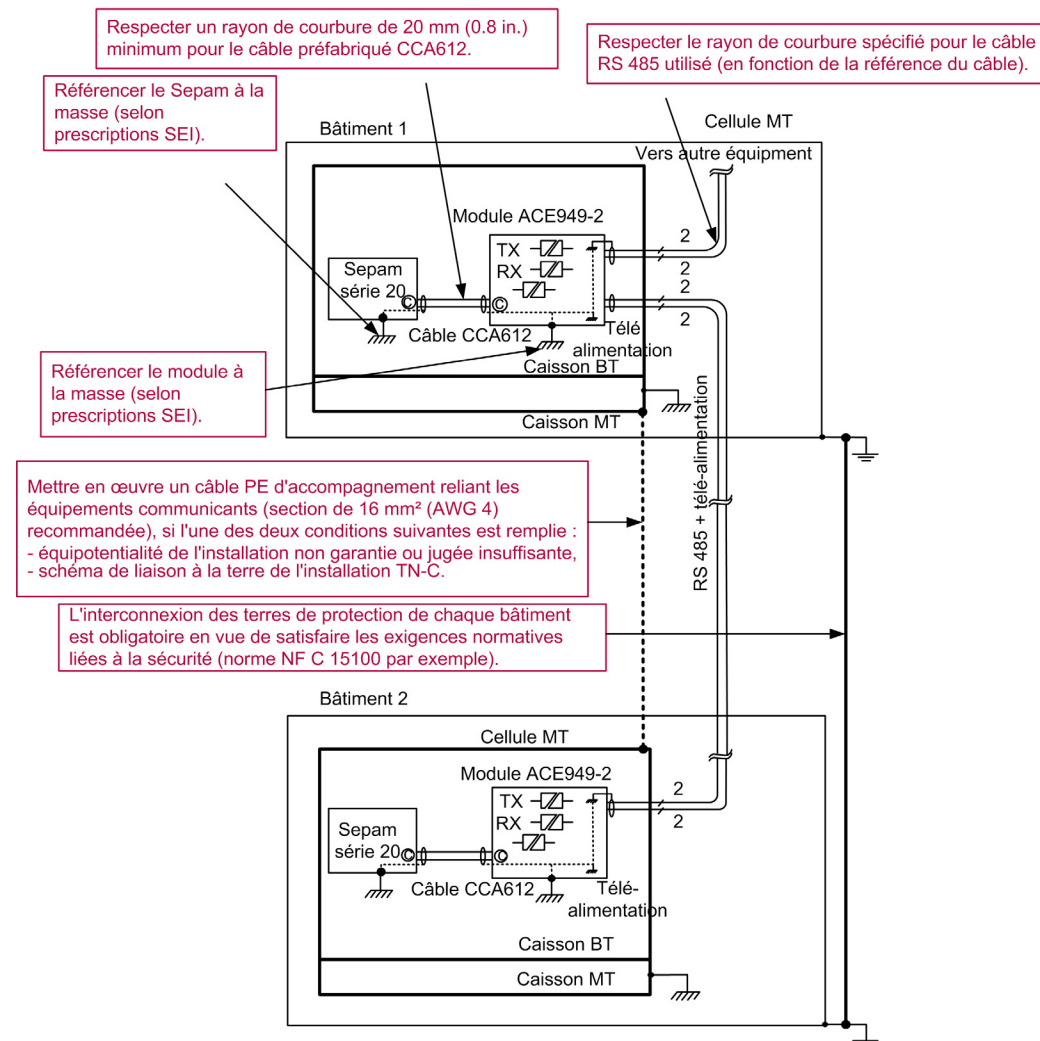 Respecter un rayon de courbure de 20 mm (0.8 in.)
minimum pour le câble préfabriqué CCA612.
Respecter le rayon de courbure spécifié pour le câble
RS 485 utilisé (en fonction de la référence du câble).
Référencer le Sepam à la
masse (selon
prescriptions SEI).
Bâtiment 1
Cellule MT
Vers autre équipment
Module ACE949-2
TX
RX
2
2
2
2
Sepam
série 20
C
C
Câble CCA612
Télé
alimentation
Caisson BT
Caisson MT
Référencer le module à
la masse (selon
prescriptions SEI).
RS 485 + télé-alimentation
Mettre en œuvre un câble PE d'accompagnement reliant les
équipements communicants (section de 16 mm² (AWG 4)
recommandée), si l'une des deux conditions suivantes est remplie :
- équipotentialité de l'installation non garantie ou jugée insuffisante,
- schéma de liaison à la terre de l'installation TN-C.
L'interconnexion des terres de protection de chaque bâtiment
est obligatoire en vue de satisfaire les exigences normatives
liées à la sécurité (norme NF C 15100 par exemple).
Bâtiment 2
Cellule MT
Module ACE949-2
TX
RX
2
2
Sepam
série 20
C
C
Câble CCA612
Télé-
alimentation
Caisson BT
Caisson MT